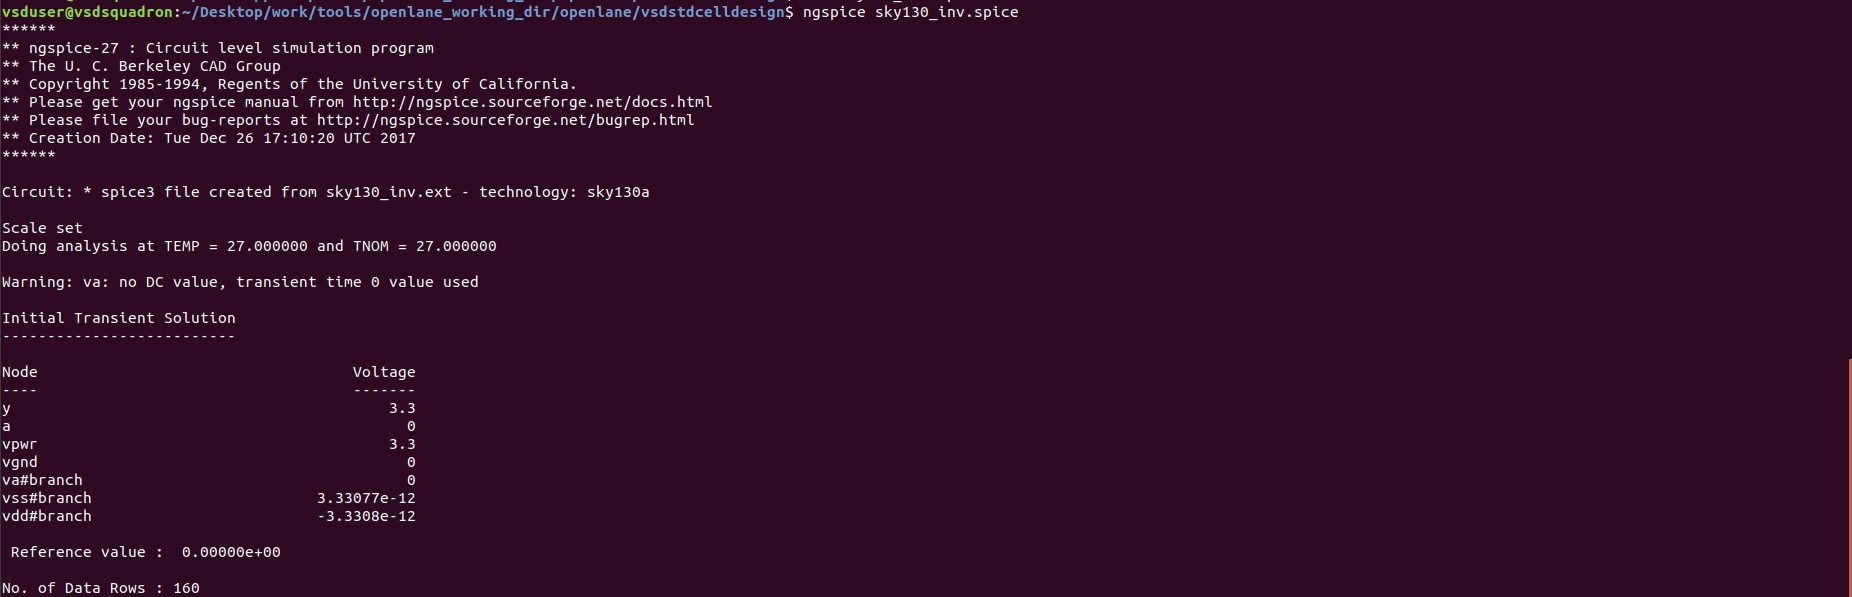 vsduser@vsdsquadron:~/Desktop/work/tools/openlane_working_dir/openlane/vsdstdcelldesign$ ngspice sky130_inv.spice
******
** ngspice-27 : Circuit level simulation program
** The U. C. Berkeley CAD Group
** Copyright 1985-1994, Regents of the University of California.
** Please get your ngspice manual from http://ngspice.sourceforge.net/docs.html
** Please file your bug-reports at http://ngspice.sourceforge.net/bugrep.html
** Creation Date: Tue Dec 26 17:10:20 UTC 2017
******
Circuit: * spice3 file created from sky130_inv.ext - technology: sky130a
Scale set
Doing analysis at TEMP = 27.000000 and TNOM = 27.000000
Warning: va: no DC value, transient time 0 value used
Initial Transient Solution
--------------------------
Node                                   Voltage
----                                   -------
y                                          3.3
a                                            0
vpwr                                       3.3
vgnd                                         0
va#branch                                    0
vss#branch                         3.33077e-12
vdd#branch                         -3.3308e-12
Reference value :  0.00000e+00
No. of Data Rows : 160